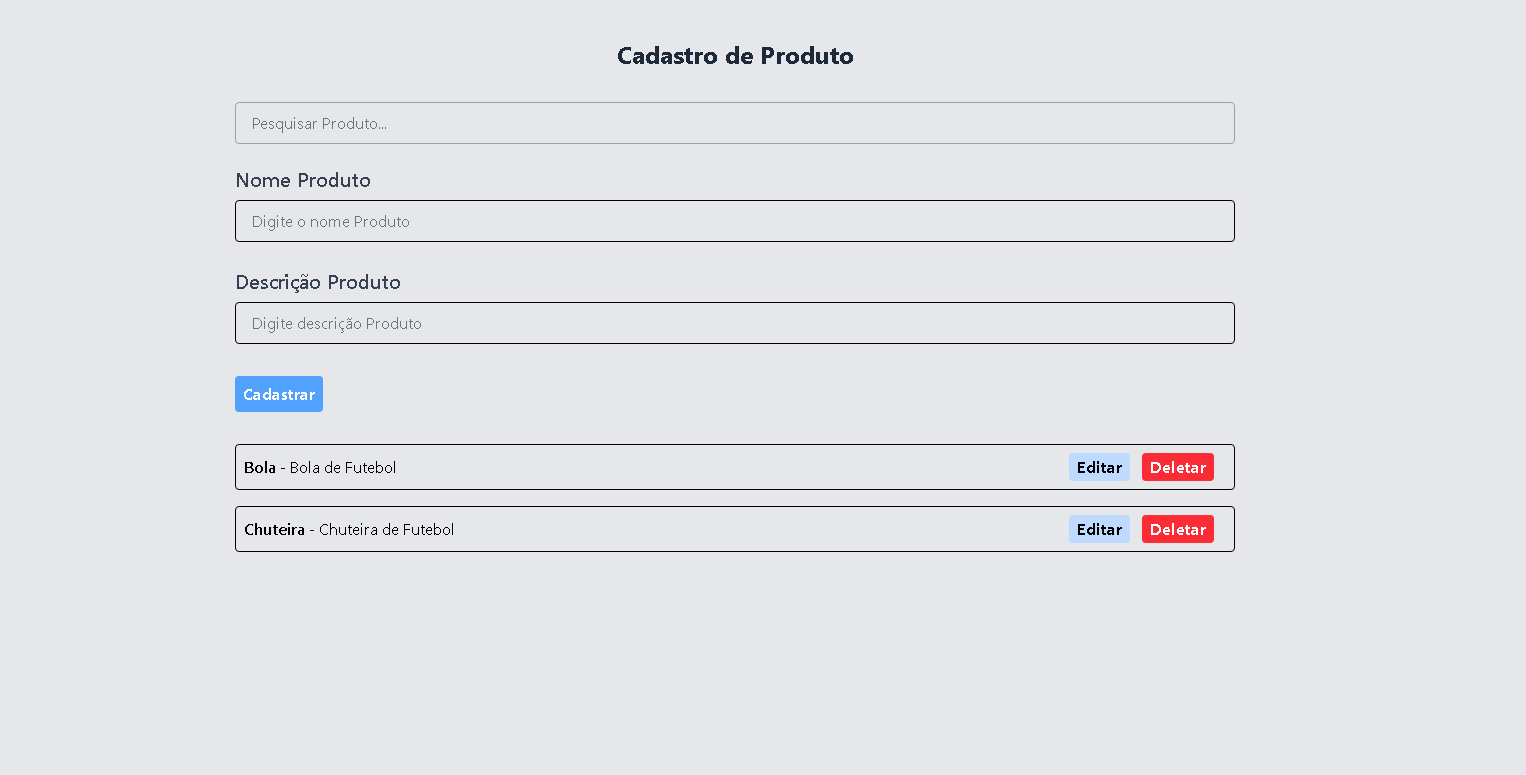 Cadastro de Produto
Pesquisar Produto...
Nome Produto
Digite o nome Produto
Descrição Produto
Digite descrição Produto
Cadastrar
Bola - Bola de Futebol Editar Deletar
Chuteira - Chuteira de Futebol Editar Deletar